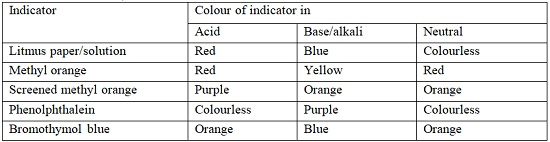 Indicator Colour of indicator in
Acid Base/alkali Neutral
Litmus paper/solution Red Blue Colourless
Methyl orange Red Yellow Red
Screened methyl orange Purple Orange Orange
Phenolphthalein Colourless Purple Colourless
Bromothymol blue Orange Blue Orange